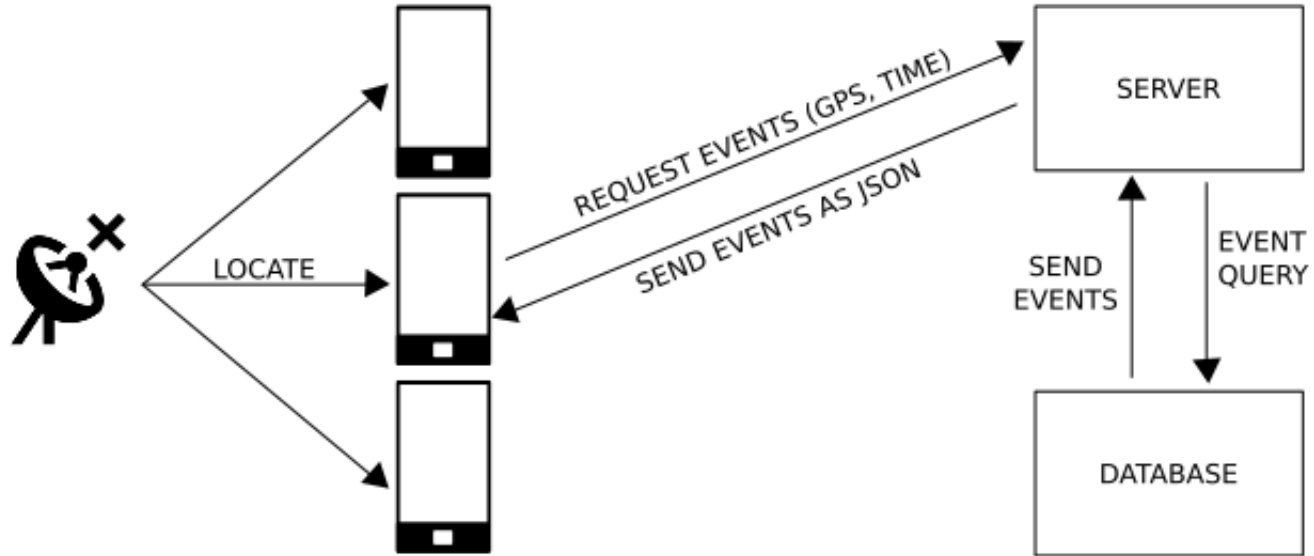 REQUEST EVENTS (GPS, TIME)
SERVER
LOCATE
SEND EVENTS AS JSON
SEND
EVENTS
EVENT
QUERY
DATABASE